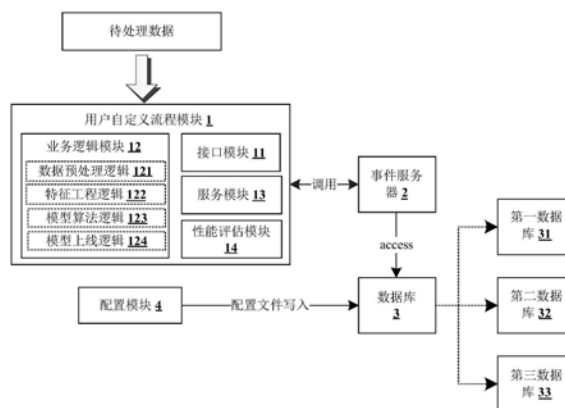 待处理数据
用户自定义流程模块 1
业务逻辑模块 12
数据预处理逻辑 121
特征工程逻辑 122
模型算法逻辑 123
模型上线逻辑 124
接口模块 11
服务模块 13
性能评估模块
14
调用
事件服务
器 2
access
配置模块 4
配置文件写入
数据库
3
第一数据
库 31
第二数据
库 32
第三数据
库 33